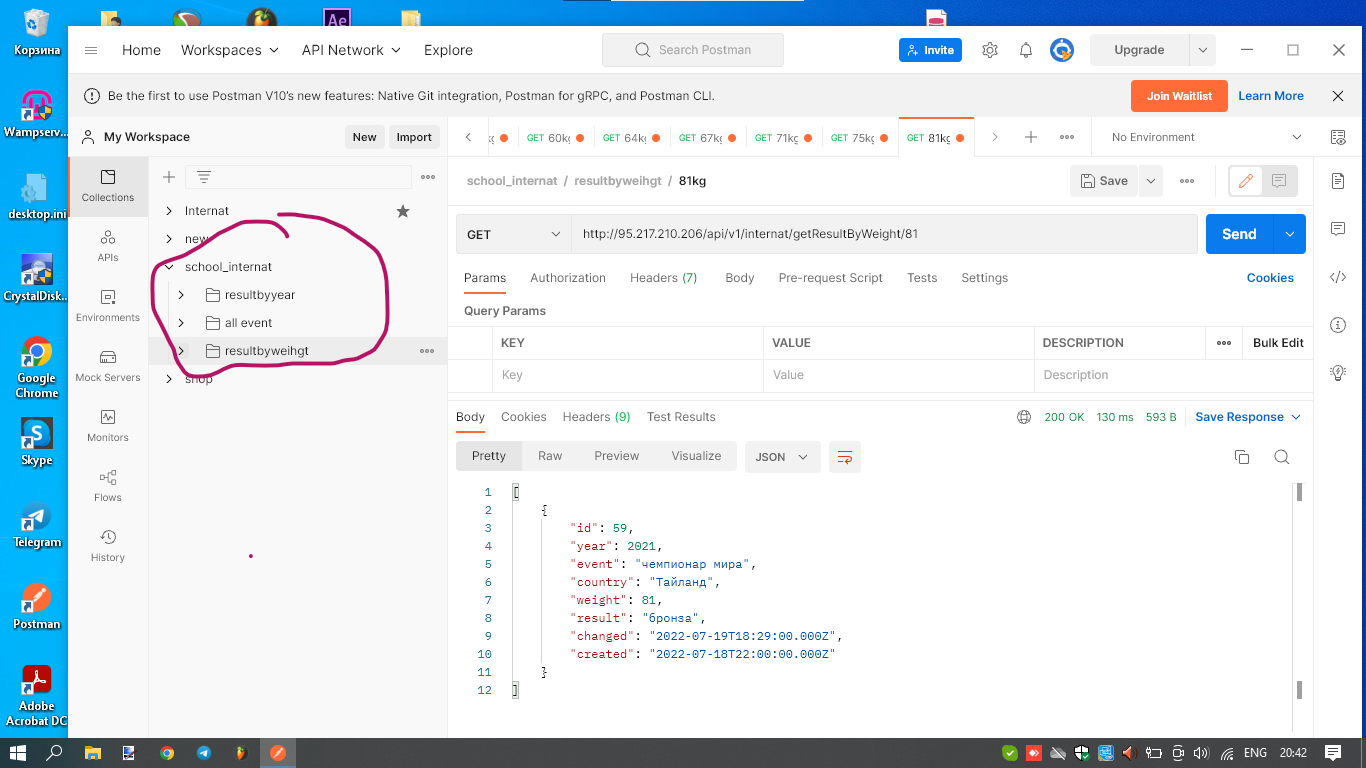 Корзина
Ae
Home Workspaces API Network Explore
Search Postman
Invite
Upgrade
Be the first to use Postman V10's new features: Native Git integration, Postman for gRPC, and Postman CLI.
Join Waitlist Learn More
Wampserv...
desktop.ini
CrystalDisk...
Google Chrome
Skype
Telegram
Postman
Adobe Acrobat DC
My Workspace New Import
GET 60kg GET 64kg GET 67kg GET 71kg GET 75kg GET 81kg
No Environment
Collections
APIs
Environments
Mock Servers
Monitors
Flows
History
Internat
new
school_internat
resultbyyear
all event
resultbyweihgt
shop
school_internat / resultbyweihgt / 81kg
Save
GET http://95.217.210.206/api/v1/internat/getResultByWeight/81
Send
Params Authorization Headers (7) Body Pre-request Script Tests Settings Cookies
Query Params
KEY VALUE DESCRIPTION Bulk Edit
Key Value Description
Body Cookies Headers (9) Test Results 200 OK 130 ms 593 B Save Response
Pretty Raw Preview Visualize JSON
1 [
2 {
3 "id": 59,
4 "year": 2021,
5 "event": "чемпионар мира",
6 "country": "Тайланд",
7 "weight": 81,
8 "result": "бронза",
9 "changed": "2022-07-19T18:29:00.000Z",
10 "created": "2022-07-18T22:00:00.000Z"
11 }
12 ]
ENG 20:42